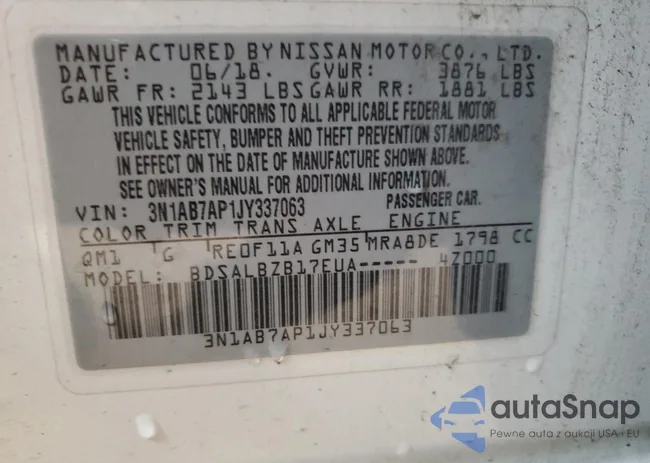 MANUFACTURED BY NISSAN MOTOR CO., LTD.
DATE: 06/18. GVWR: 3876 LBS
GAWR FR: 2143 LBS GAWR RR: 1881 LBS
THIS VEHICLE CONFORMS TO ALL APPLICABLE FEDERAL MOTOR
VEHICLE SAFETY, BUMPER AND THEFT PREVENTION STANDARDS
IN EFFECT ON THE DATE OF MANUFACTURE SHOWN ABOVE.
SEE OWNER'S MANUAL FOR ADDITIONAL INFORMATION.
VIN: 3N1AB7AP1JY337063 PASSENGER CAR.
COLOR TRIM TRANS AXLE ENGINE
QM1 G RE0F11A GM35 MRA8DE 1798 CC
MODEL: BDSALBZB17EUA----- 4Z000
3N1AB7AP1JY337063
autoSnap
Pewne auta z aukcji USA i EU